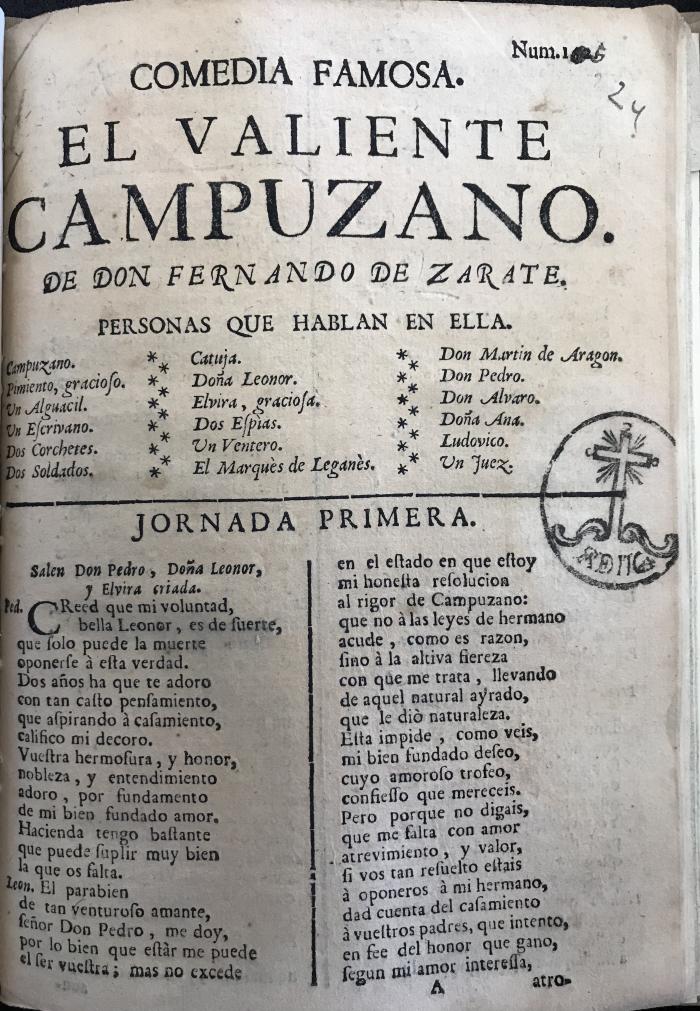 Num.1
24
COMEDIA FAMOSA.
EL VALIENTE
CAMPUZANO.
DE DON FERNANDO DE ZARATE.
PERSONAS QUE HABLAN EN ELLA.
Campuzano.
Pimiento, gracioſo.
Un Alguacil.
Un Eſcrivano.
Dos Corchetes.
Dos Soldados.
Catuja.
Doña Leonor.
Elvira, gracioſa.
Dos Eſpias.
Un Ventero.
El Marquès de Leganès.
Don Martin de Aragon.
Don Pedro.
Don Alvaro.
Doña Ana.
Ludovico.
Un Juez.
JORNADA PRIMERA.
Salen Don Pedro, Doña Leonor,
y Elvira criada.
Ped. CReed que mi voluntad,
bella Leonor, es de ſuerte,
que ſolo puede la muerte
oponerſe à eſta verdad.
Dos años ha que te adoro
con tan caſto penſamiento,
que aſpirando à caſamiento,
califico mi decoro.
Vueſtra hermoſura, y honor,
nobleza, y entendimiento
adoro, por fundamento
de mi bien fundado amor.
Hacienda tengo baſtante
que puede ſuplir muy bien
la que os falta.
Leon. El parabien
de tan venturoſo amante,
ſeñor Don Pedro, me doy,
por lo bien que eſtàr me puede
el ſer vueſtra; mas no excede
en el eſtado en que eſtoy
mi honeſta reſolucion
al rigor de Campuzano:
que no à las leyes de hermano
acude, como es razon,
ſino à la altiva fiereza
con que me trata, llevando
de aquel natural ayrado,
que le diò naturaleza.
Eſta impide, como veis,
mi bien fundado deſeo,
cuyo amoroſo trofeo,
confieſſo que mereceis.
Pero porque no digais,
que me falta con amor
atrevimiento, y valor,
ſi vos tan reſuelto eſtais
à oponeros à mi hermano,
dad cuenta del caſamiento
à vueſtros padres, que intento,
en fee del honor que gano,
ſegun mi amor intereſſa,
A
atro-